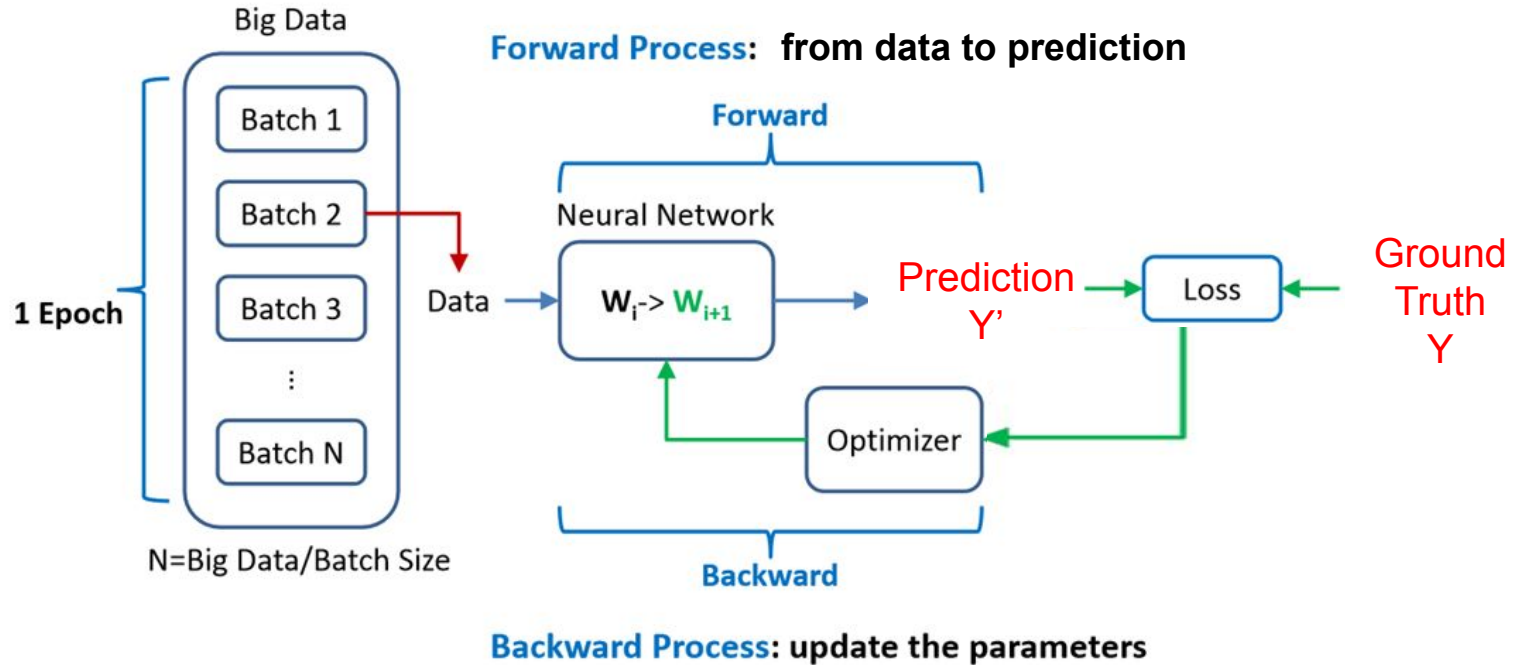 Big Data
Forward Process: from data to prediction
Batch 1
Batch 2
Batch 3
⋮
Batch N
1 Epoch
N=Big Data/Batch Size
Forward
Neural Network
Data
Wi-> Wi+1
Prediction
Y’
Loss
Ground
Truth
Y
Optimizer
Backward
Backward Process: update the parameters